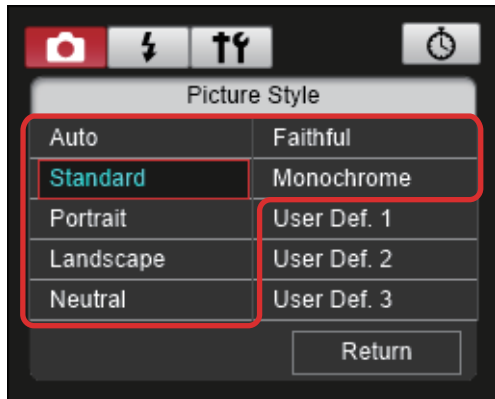 Picture Style
Auto Faithful
Standard Monochrome
Portrait User Def. 1
Landscape User Def. 2
Neutral User Def. 3
Return